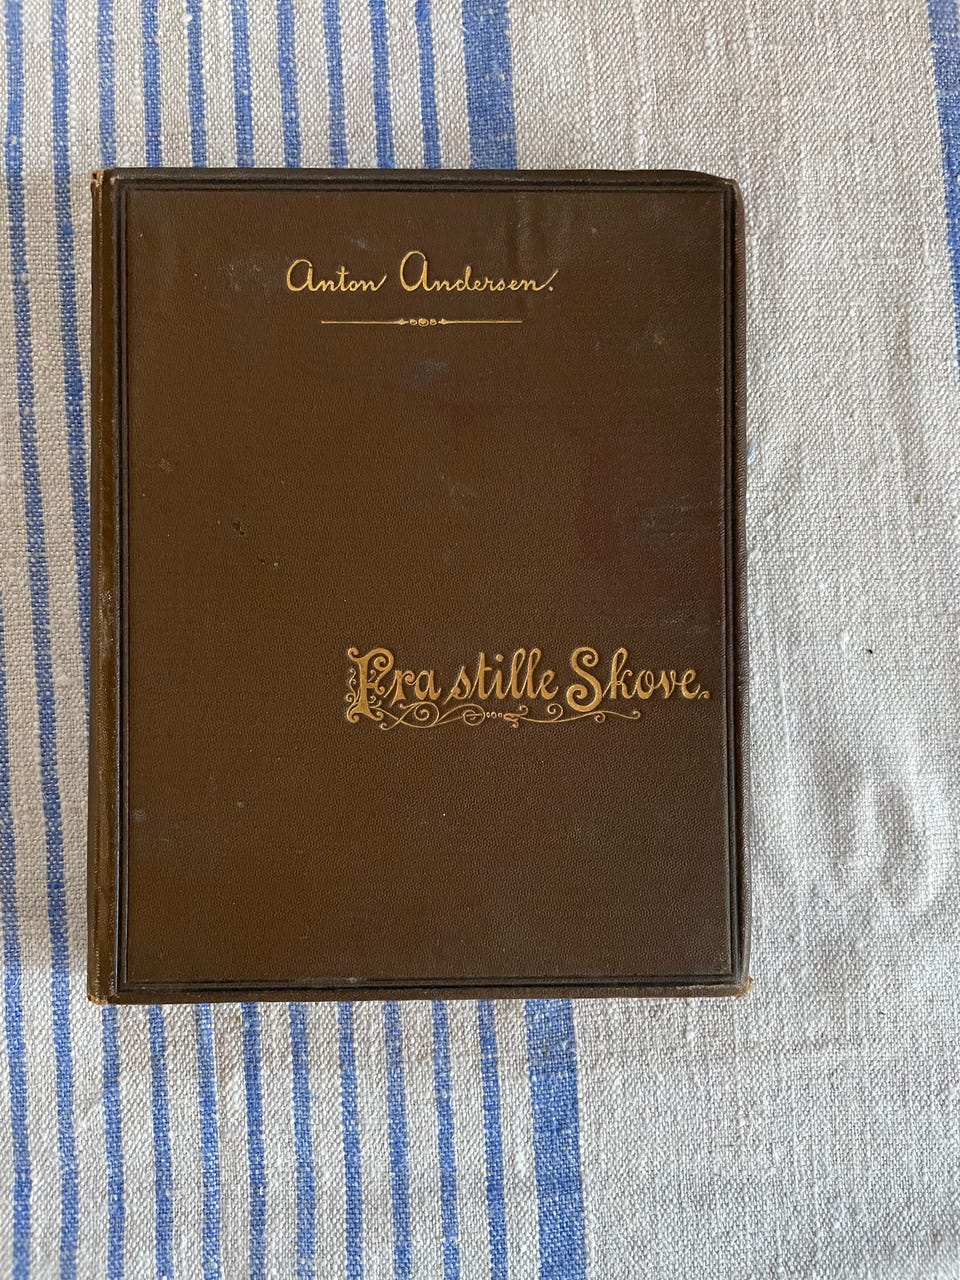 Anton Andersen.
Fra stille Skove.